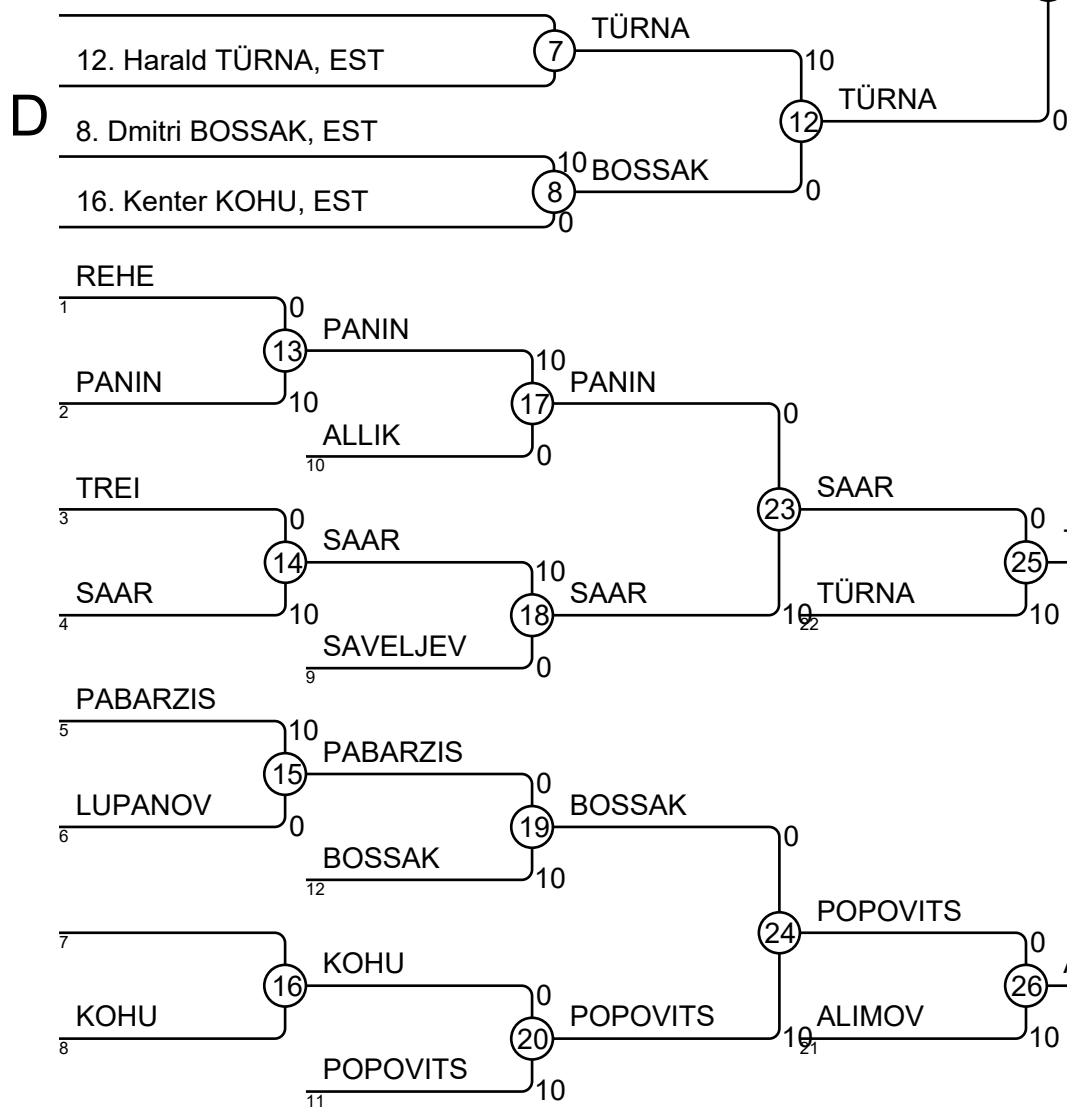 TÜRNA
7
12. Harald TÜRNA, EST
10
TÜRNA
D
12
0
8. Dmitri BOSSAK, EST
10
BOSSAK
8
0
16. Kenter KOHU, EST
0
REHE
1
0
13
PANIN
10
PANIN
2
10
17
PANIN
0
ALLIK
10
0
TREI
3
0
23
SAAR
0
14
SAAR
10
25
SAAR
4
10
18
SAAR
10
22
TÜRNA
10
SAVELJEV
9
0
PABARZIS
5
10
15
PABARZIS
0
LUPANOV
6
0
19
BOSSAK
0
BOSSAK
12
10
24
POPOVITS
0
7
16
KOHU
0
26
KOHU
8
20
POPOVITS
10
21
ALIMOV
10
POPOVITS
11
10